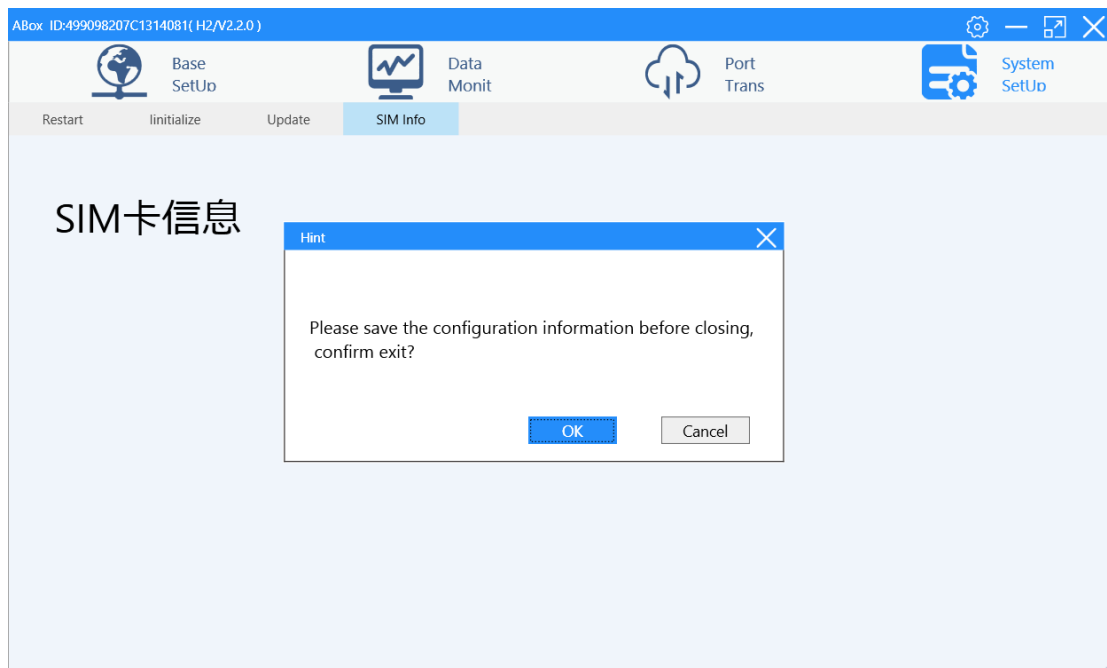 ABox ID:499098207C1314081( H2/V2.2.0 )
Base
SetUp
Data
Monit
Port
Trans
System
SetUp
Restart
Iinitialize
Update
SIM Info
SIM卡信息
Hint
Please save the configuration information before closing,
confirm exit?
OK
Cancel